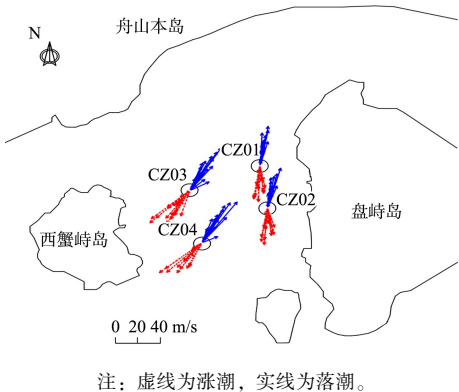 舟山本岛
N
CZ01
CZ03
CZ02
盘峙岛
西蟹峙岛
CZ04
0 20 40 m/s
注：虚线为涨潮，实线为落潮。